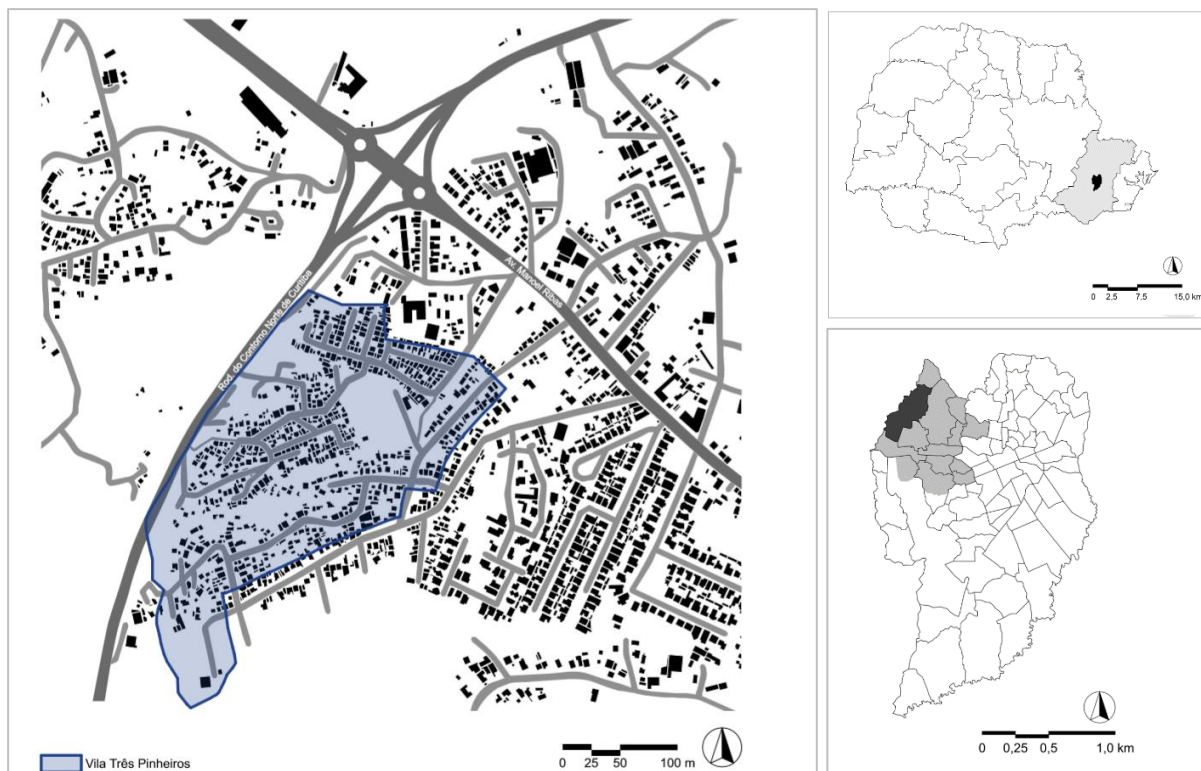 Rod. do Contorno Norte de Curitiba
Av. Manoel Ribas
Vila Três Pinheiros
0 25 50 100 m
0 2,5 7,5 15,0 km
0 0,25 0,5 1,0 km